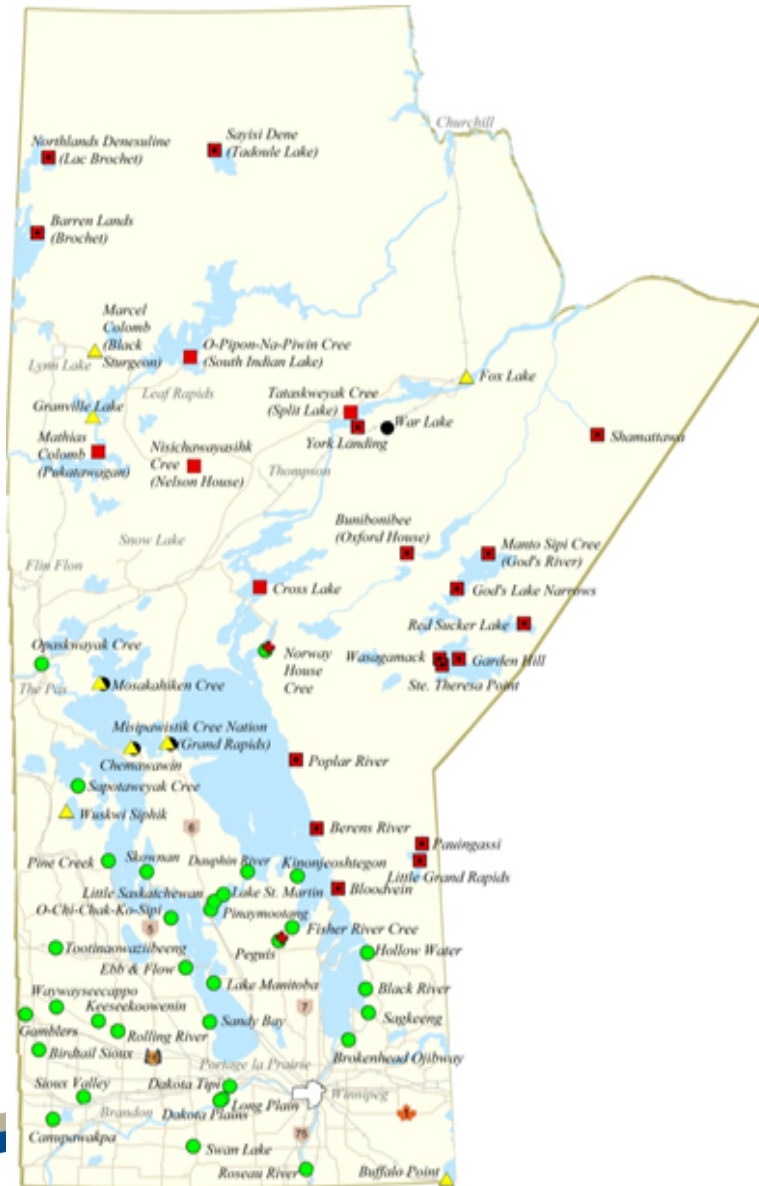 Churchill
Northlands Denesuline
(Lac Brochet)
Sayisi Dene
(Tadoule Lake)
Barren Lands
(Brochet)
Marcel
Colomb
(Black
Sturgeon)
Lynn Lake
O-Pipon-Na-Piwin Cree
(South Indian Lake)
Fox Lake
Leaf Rapids
Granville Lake
Tataskweyak Cree
(Split Lake)
War Lake
York Landing
Shamattawa
Mathias
Colomb
(Pukatawagan)
Nisichawayasihk
Cree
(Nelson House)
Thompson
Bunibonibee
(Oxford House)
Manto Sipi Cree
(God's River)
Snow Lake
Flin Flon
Cross Lake
God's Lake Narrows
Red Sucker Lake
Opaskwayak Cree
Norway
House
Cree
Wasagamack
Garden Hill
Ste. Theresa Point
The Pas
Mosakahiken Cree
Misipawistik Cree Nation
(Grand Rapids)
Chemawawin
Poplar River
Sapotaweyak Cree
Wuskwi Siphik
6
Berens River
Pauingassi
Little Grand Rapids
Pine Creek
Skownan
Dauphin River
Kinonjeoshtegon
Bloodvein
Little Saskatchewan
Lake St. Martin
O-Chi-Chak-Ko-Sipi
Pinaymootang
5
Fisher River Cree
Peguis
Tootinaowaziibeeng
Hollow Water
Ebb & Flow
Lake Manitoba
Black River
Waywayseecappo
Keeseekoowenin
7
Sagkeeng
Gamblers
Rolling River
Sandy Bay
Birdtail Sioux
Brokenhead Ojibway
Portage la Prairie
Sioux Valley
Dakota Tipi
Winnipeg
Long Plain
Brandon
Dakota Plains
1
Canupawakpa
75
Swan Lake
Roseau River
Buffalo Point